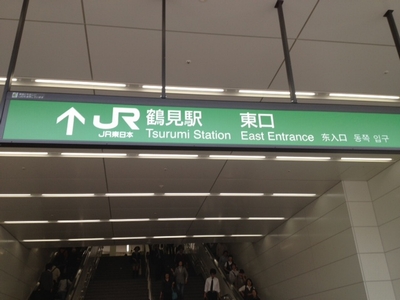 ↑ JR 鶴見駅 東口
JR東日本 Tsurumi Station East Entrance 东入口 동쪽 입구